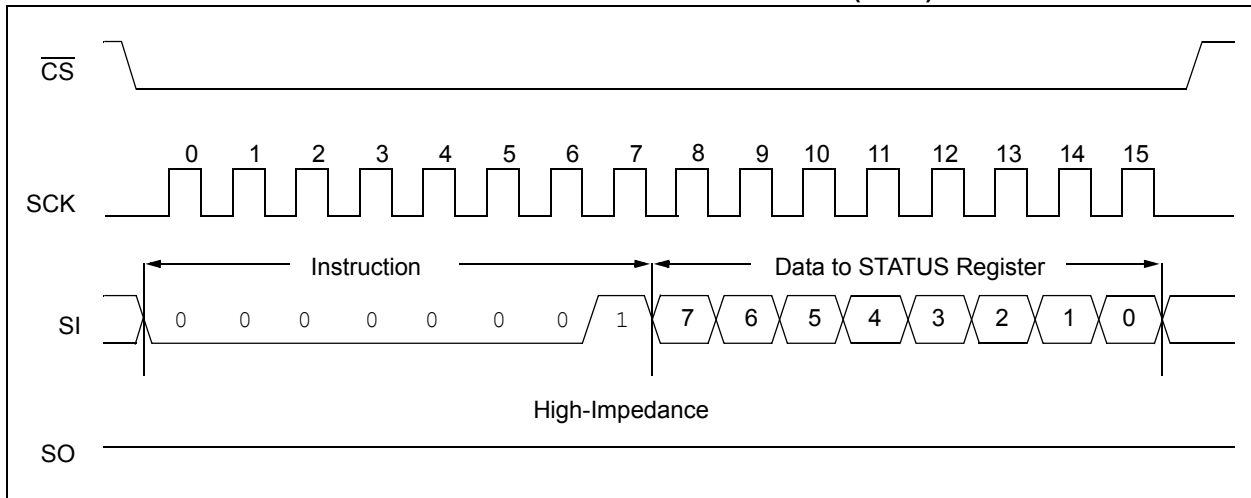 CS
0 1 2 3 4 5 6 7 8 9 10 11 12 13 14 15
SCK
Instruction Data to STATUS Register
SI 0 0 0 0 0 0 0 1 7 6 5 4 3 2 1 0
High-Impedance
SO